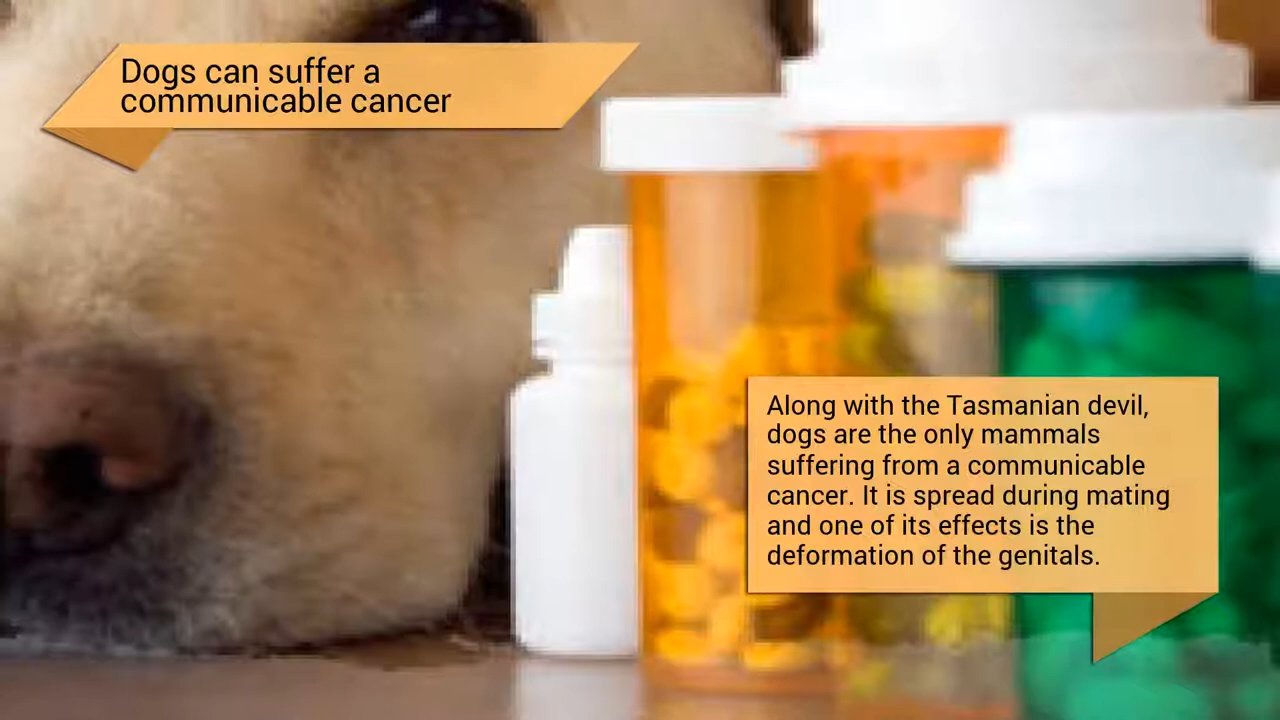 Dogs can suffer a
communicable cancer
Along with the Tasmanian devil,
dogs are the only mammals
suffering from a communicable
cancer. It is spread during mating
and one of its effects is the
deformation of the genitals.